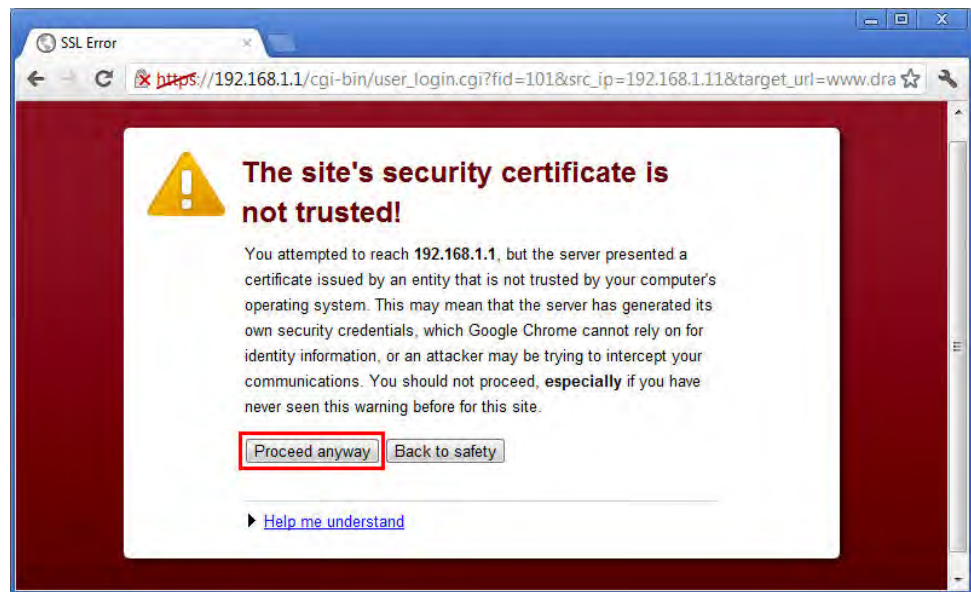 SSL Error
https://192.168.1.1/cgi-bin/user_login.cgi?fid=101&src_ip=192.168.1.11&target_url=www.dra
The site's security certificate is
not trusted!
You attempted to reach 192.168.1.1, but the server presented a
certificate issued by an entity that is not trusted by your computer's
operating system. This may mean that the server has generated its
own security credentials, which Google Chrome cannot rely on for
identity information, or an attacker may be trying to intercept your
communications. You should not proceed, especially if you have
never seen this warning before for this site.
Proceed anyway Back to safety
Help me understand